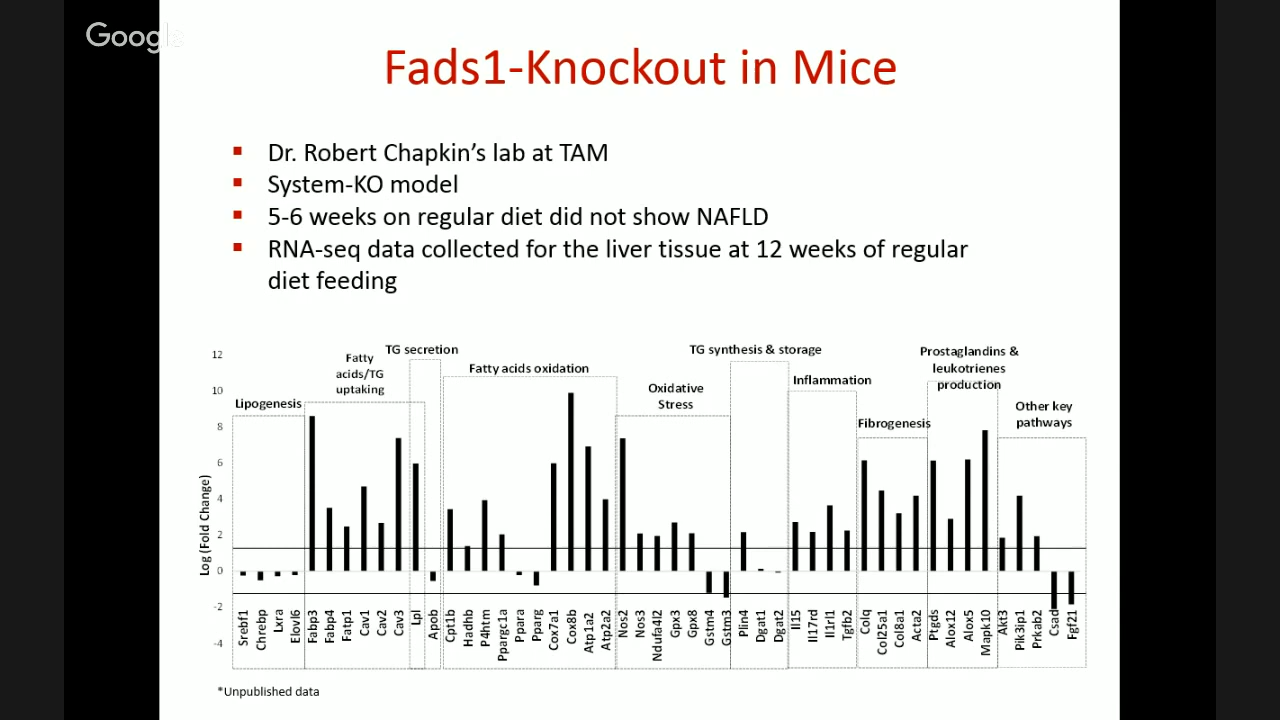 Google
Fads1-Knockout in Mice
Dr. Robert Chapkin's lab at TAM
System-KO model
5-6 weeks on regular diet did not show NAFLD
RNA-seq data collected for the liver tissue at 12 weeks of regular
diet feeding
Log (Fold Change)
12
10
8
6
4
2
0
-2
-4
Lipogenesis
Fatty
acids/TG
uptaking
TG secretion
Fatty acids oxidation
Oxidative
Stress
TG synthesis & storage
Inflammation
Fibrogenesis
Prostaglandins &
leukotrienes
production
Other key
pathways
Srebf1
Chrebp
Lxra
Elovl6
Fabp3
Fabp4
Fatp1
Cav1
Cav2
Cav3
Lpl
Apob
Cpt1b
Hadhb
P4htm
Ppargc1a
Ppara
Pparg
Cox7a1
Cox8b
Atp1a2
Atp2a2
Nos2
Nos3
Ndufa4l2
Gpx3
Gpx8
Gstm4
Gstm3
Plin4
Dgat1
Dgat2
Il15
Il17rd
Il1rl1
Tgfb2
Colq
Col25a1
Col8a1
Acta2
Ptgds
Alox12
Alox5
Mapk10
Akt3
Pik3ip1
Prkab2
Csad
Fgf21
*Unpublished data